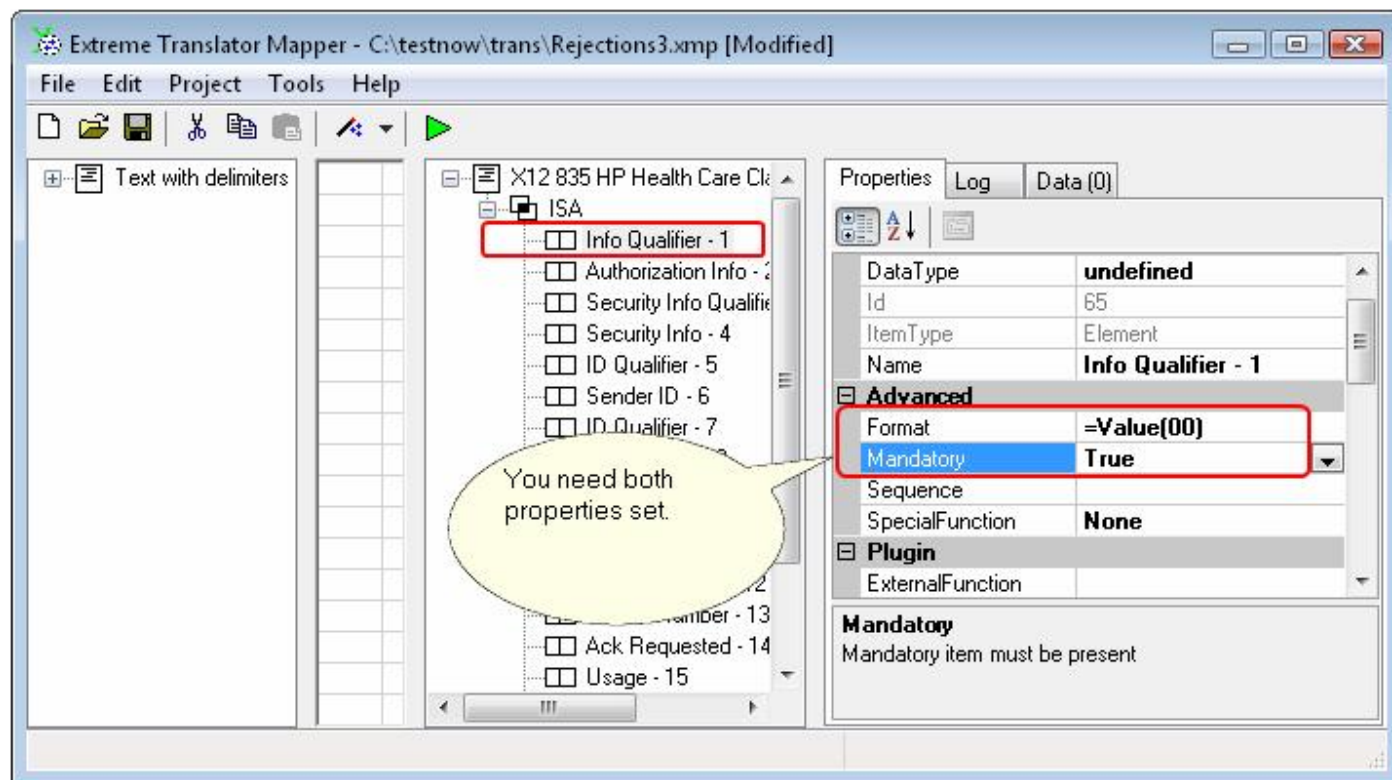 Extreme Translator Mapper - C:\testnow\trans\Rejections3.xmp [Modified]
File Edit Project Tools Help
Text with delimiters
X12 835 HP Health Care Cla
ISA
Info Qualifier - 1
Authorization Info - 2
Security Info Qualifie
Security Info - 4
ID Qualifier - 5
Sender ID - 6
ID Qualifier - 7
12
umber - 13
Ack Requested - 14
Usage - 15
You need both
properties set.
Properties Log Data (0)
DataType undefined
Id 65
ItemType Element
Name Info Qualifier - 1
Advanced
Format =Value(00)
Mandatory True
Sequence
SpecialFunction None
Plugin
ExternalFunction
Mandatory
Mandatory item must be present